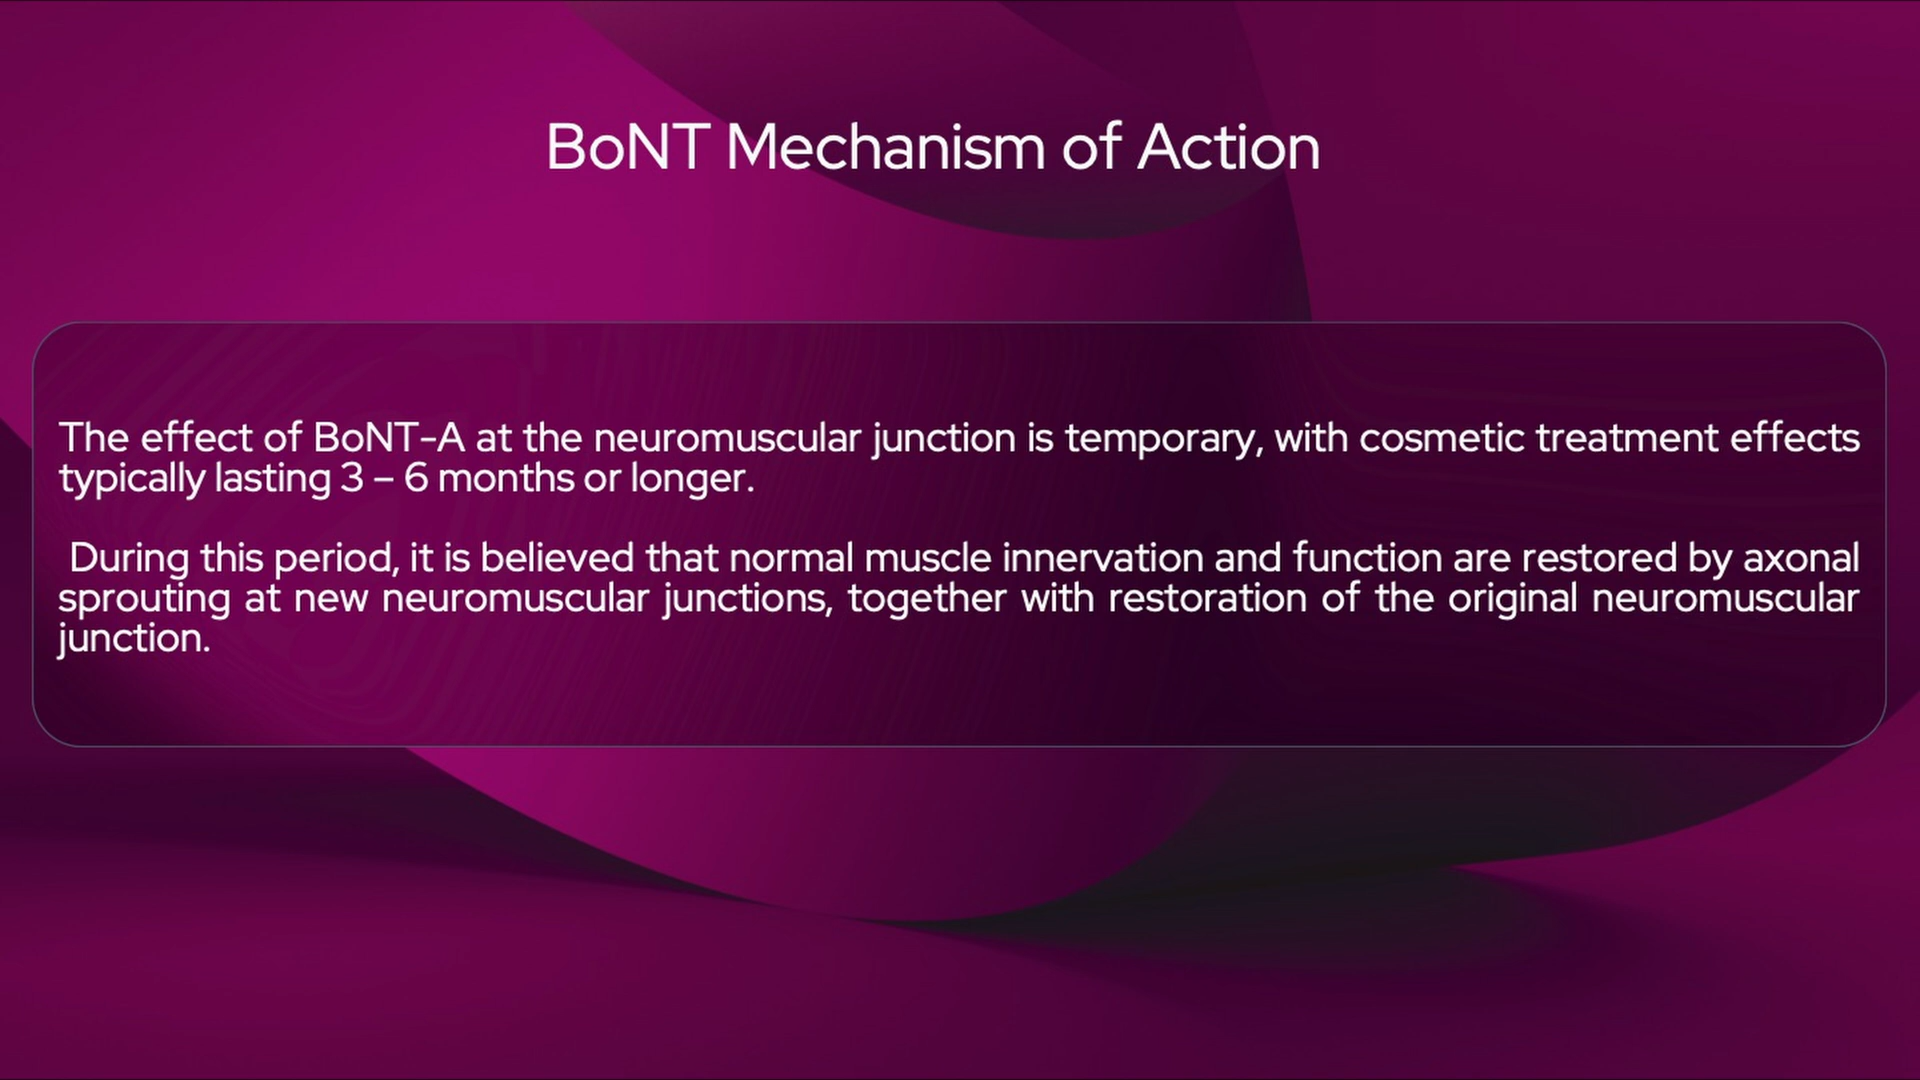 BoNT Mechanism of Action
The effect of BoNT-A at the neuromuscular junction is temporary, with cosmetic treatment effects
typically lasting 3 – 6 months or longer.
During this period, it is believed that normal muscle innervation and function are restored by axonal
sprouting at new neuromuscular junctions, together with restoration of the original neuromuscular
junction.